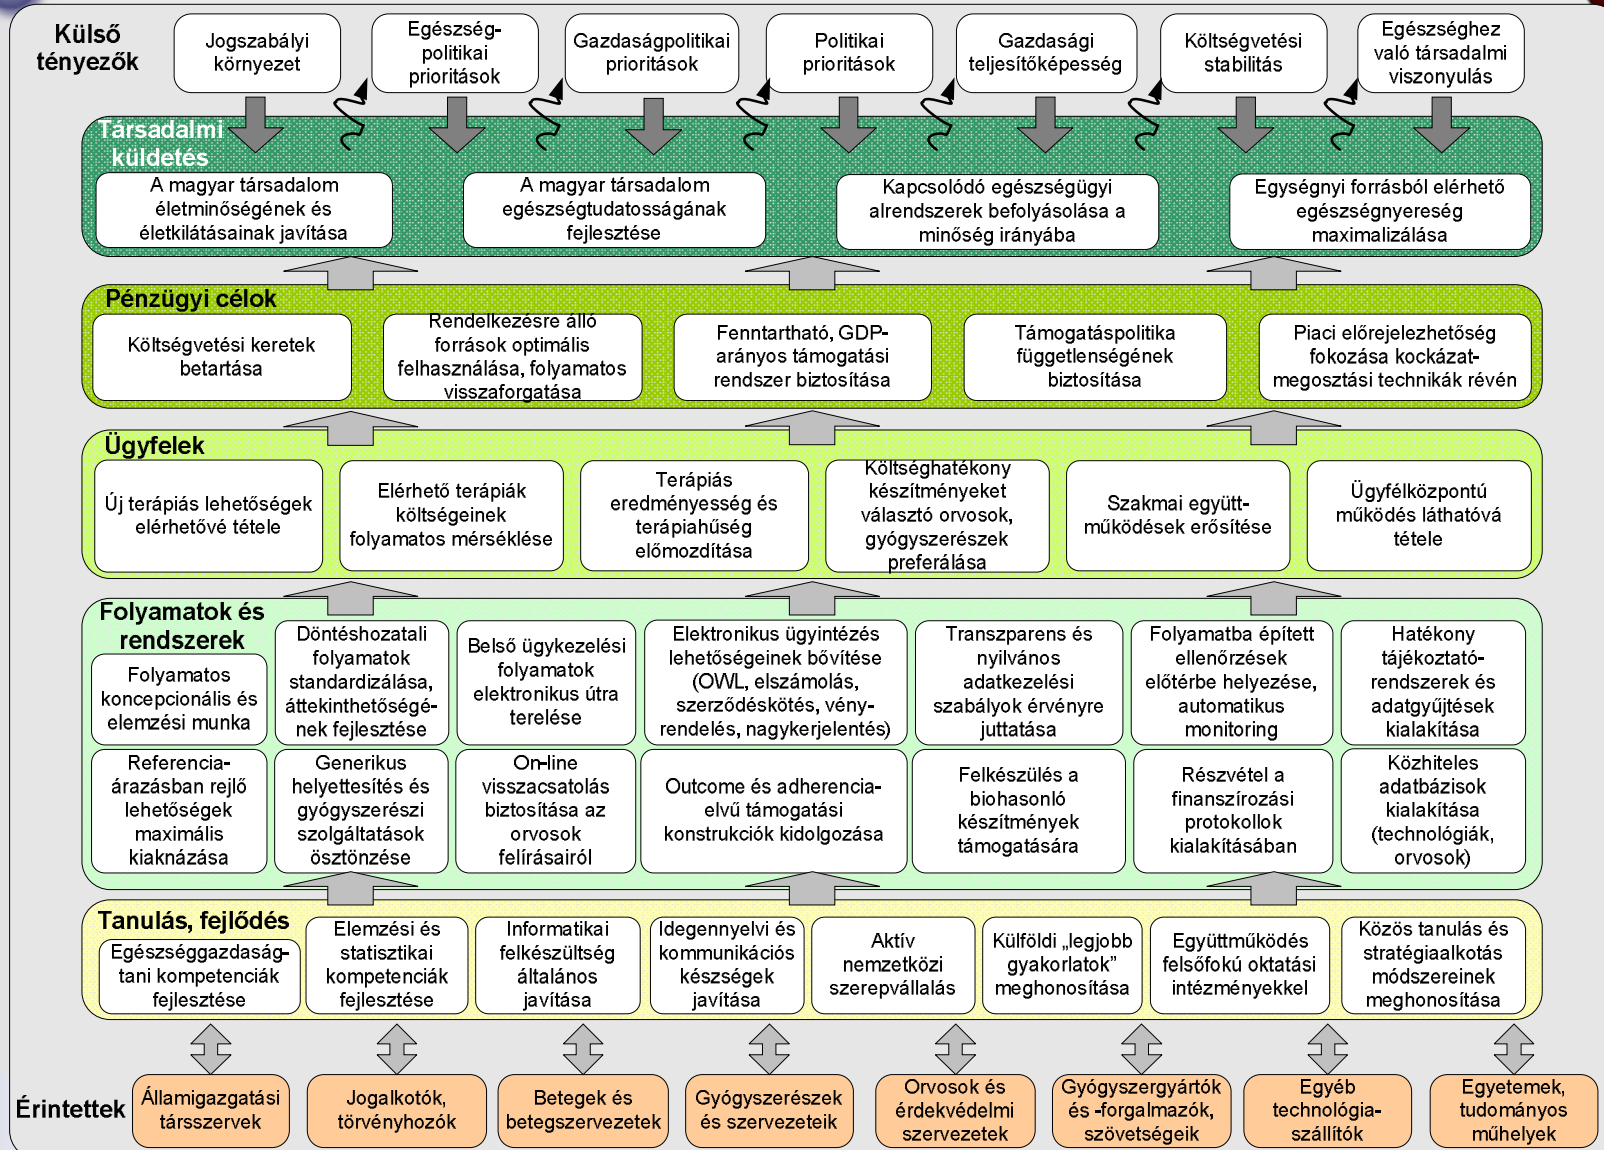 Külső
tényezők
Jogszabályi
környezet
Egészség-
politikai
prioritások
Gazdaságpolitikai
prioritások
Politikai
prioritások
Gazdasági
teljesítőképesség
Költségvetési
stabilitás
Egészséghez
való társadalmi
viszonyulás
Társadalmi
küldetés
A magyar társadalom
életminőségének és
életkilátásainak javítása
A magyar társadalom
egészségtudatosságának
fejlesztése
Kapcsolódó egészségügyi
alrendszerek befolyásolása a
minőség irányába
Egységnyi forrásból elérhető
egészségnyereség
maximalizálása
Pénzügyi célok
Költségvetési keretek
betartása
Rendelkezésre álló
források optimális
felhasználása, folyamatos
visszaforgatása
Fenntartható, GDP-
arányos támogatási
rendszer biztosítása
Támogatáspolitika
függetlenségének
biztosítása
Piaci előrejelezhetőség
fokozása kockázat-
megosztási technikák révén
Ügyfelek
Új terápiás lehetőségek
elérhetővé tétele
Elérhető terápiák
költségeinek
folyamatos mérséklése
Terápiás
eredményesség és
terápiahűség
előmozdítása
Költséghatékony
készítményeket
választó orvosok,
gyógyszerészek
preferálása
Szakmai együtt-
működések erősítése
Ügyfélközpontú
működés láthatóvá
tétele
Folyamatok és
rendszerek
Folyamatos
koncepcionális és
elemzési munka
Döntéshozatali
folyamatok
standardizálása,
áttekinthetőségé-
nek fejlesztése
Belső ügykezelési
folyamatok
elektronikus útra
terelése
Elektronikus ügyintézés
lehetőségeinek bővítése
(OWL, elszámolás,
szerződéskötés, vény-
rendelés, nagykerjelentés)
Transzparens és
nyilvános
adatkezelési
szabályok érvényre
juttatása
Folyamatba épített
ellenőrzések
előtérbe helyezése,
automatikus
monitoring
Hatékony
tájékoztató-
rendszerek és
adatgyűjtések
kialakítása
Referencia-
árazásban rejlő
lehetőségek
maximális
kiaknázása
Generikus
helyettesítés és
gyógyszerészi
szolgáltatások
ösztönzése
On-line
visszacsatolás
biztosítása az
orvosok
felírásairól
Outcome és adherencia-
elvű támogatási
konstrukciók kidolgozása
Felkészülés a
biohasonló
készítmények
támogatására
Részvétel a
finanszírozási
protokollok
kialakításában
Közhiteles
adatbázisok
kialakítása
(technológiák,
orvosok)
Tanulás, fejlődés
Egészséggazdaság-
tani kompetenciák
fejlesztése
Elemzési és
statisztikai
kompetenciák
fejlesztése
Informatikai
felkészültség
általános
javítása
Idegennyelvi és
kommunikációs
készségek
javítása
Aktív
nemzetközi
szerepvállalás
Külföldi „legjobb
gyakorlatok”
meghonosítása
Együttműködés
felsőfokú oktatási
intézményekkel
Közös tanulás és
stratégiaalkotás
módszereinek
meghonosítása
Érintettek
Államigazgatási
társszervek
Jogalkotók,
törvényhozók
Betegek és
betegszervezetek
Gyógyszerészek
és szervezeteik
Orvosok és
érdekvédelmi
szervezetek
Gyógyszergyártók
és -forgalmazók,
szövetségeik
Egyéb
technológia-
szállítók
Egyetemek,
tudományos
műhelyek